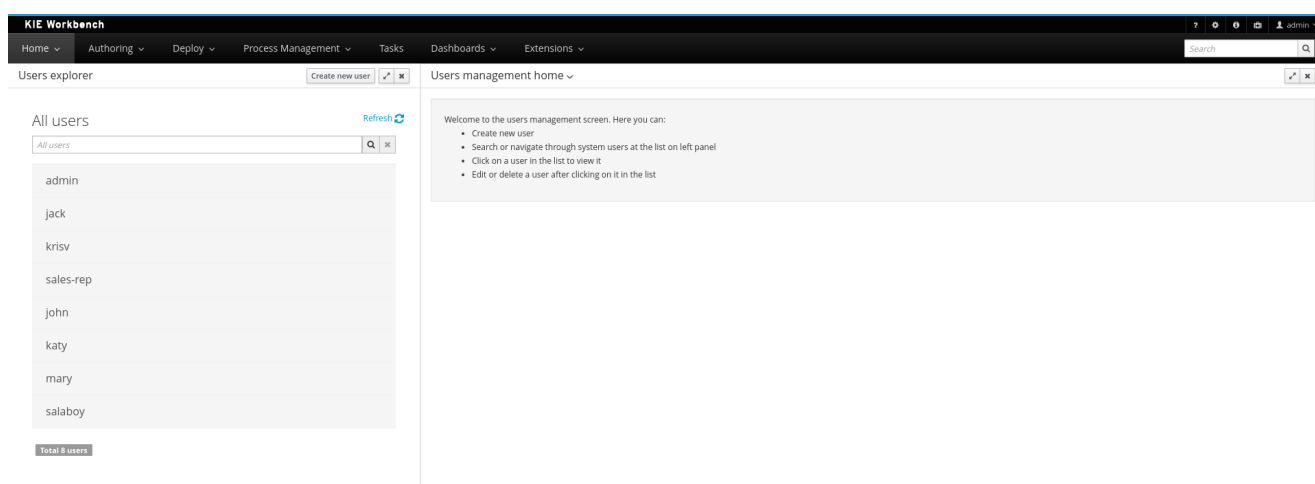 KIE Workbench
? admin
Home Authoring Deploy Process Management Tasks Dashboards Extensions Search
Users explorer Create new user
Users management home
All users Refresh
All users
admin
jack
krisv
sales-rep
john
katy
mary
salaboy
Total 8 users
Welcome to the users management screen. Here you can:
• Create new user
• Search or navigate through system users at the list on left panel
• Click on a user in the list to view it
• Edit or delete a user after clicking on it in the list